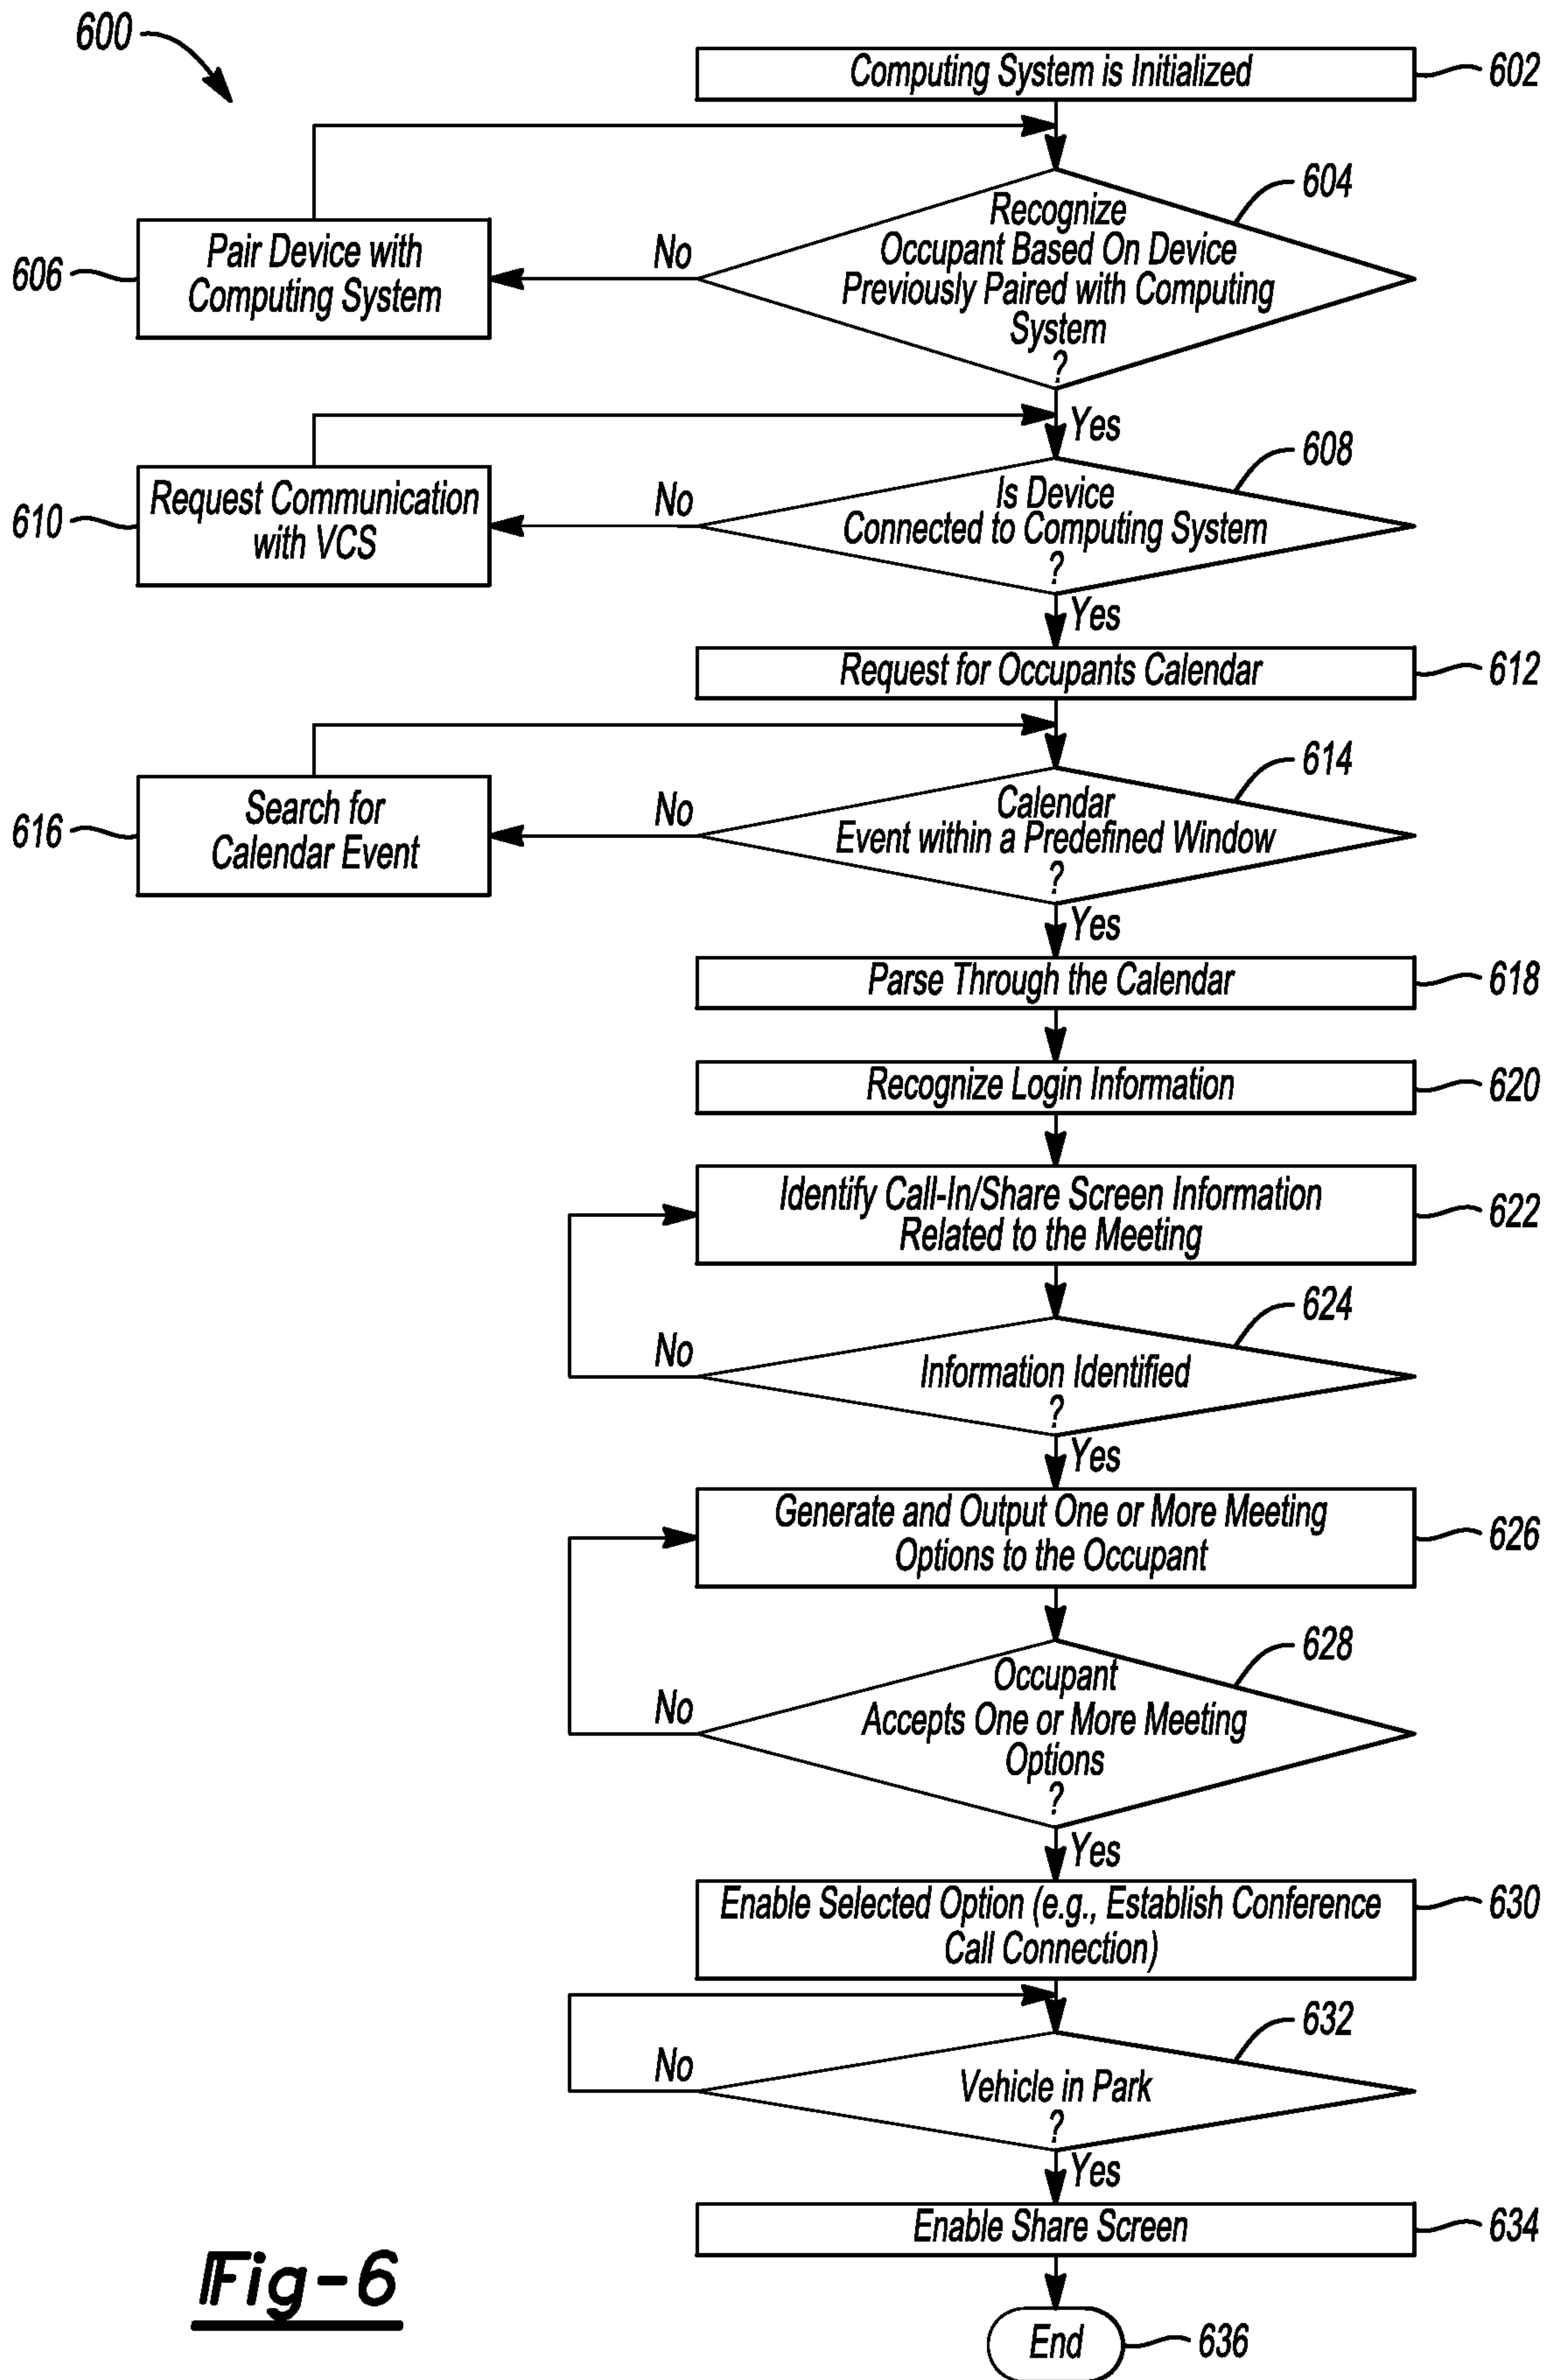 600
Computing System is Initialized
602
604
Recognize
Occupant Based On Device
Previously Paired with Computing
System
?
No
Pair Device with
Computing System
606
Yes
608
Is Device
Connected to Computing System
?
No
Request Communication
with VCS
610
Yes
Request for Occupants Calendar
612
614
Calendar
Event within a Predefined Window
?
No
Search for
Calendar Event
616
Yes
Parse Through the Calendar
618
Recognize Login Information
620
Identify Call-In/Share Screen Information
Related to the Meeting
622
624
Information Identified
?
No
Yes
Generate and Output One or More Meeting
Options to the Occupant
626
628
Occupant
Accepts One or More Meeting
Options
?
No
Yes
Enable Selected Option (e.g., Establish Conference
Call Connection)
630
632
Vehicle in Park
?
No
Yes
Enable Share Screen
634
End
636
Fig-6